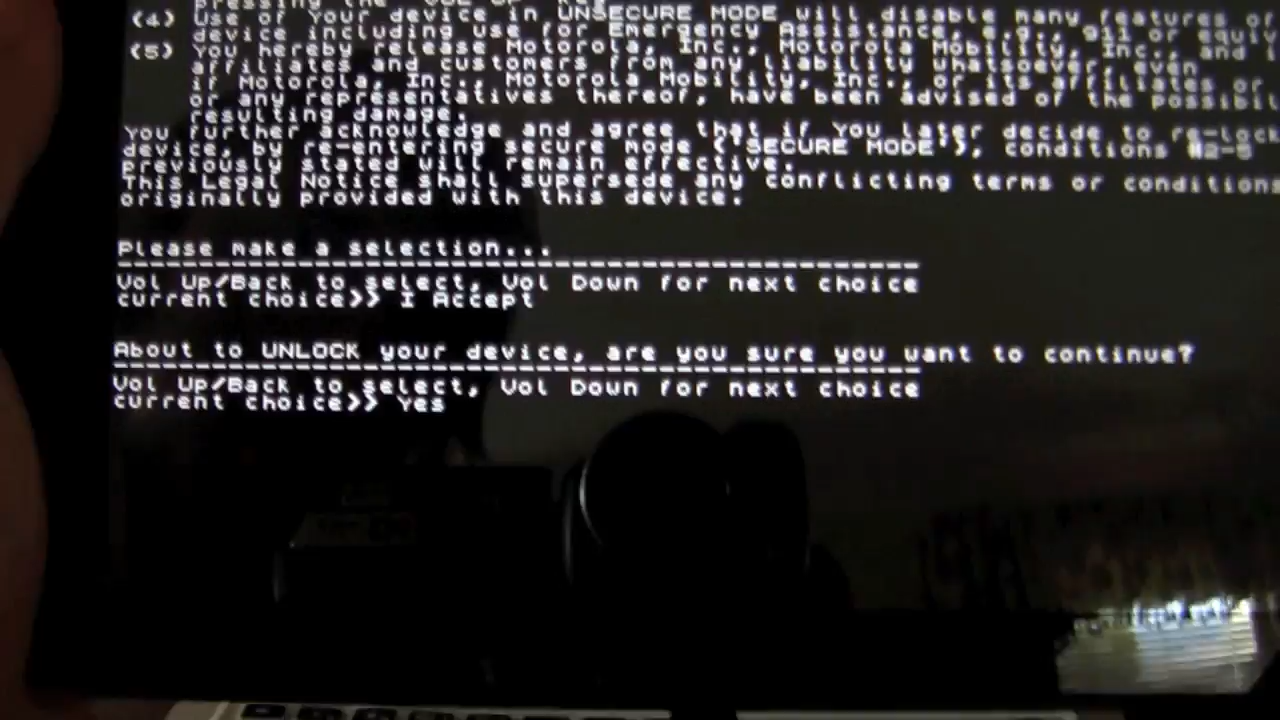 (4) Use of your device in UNSECURE MODE will disable many features of
device including use for Emergency Assistance, e.g., 911 or equiv
(5) You hereby release Motorola, Inc., Motorola Mobility, Inc., and i
affiliates and customers from any liability whatsoever, even
if Motorola, Inc., Motorola Mobility, Inc., or its affiliates or
or any representatives thereof, have been advised of the possibil
resulting damage.
You further acknowledge and agree that if you later decide to re-lock
device, by re-entering secure mode ('SECURE MODE'), conditions #2-5
previously stated will remain effective.
This Legal Notice shall supersede any conflicting terms or conditions
originally provided with this device.
Please make a selection...
Vol Up/Back to select, Vol Down for next choice
current choice>> I Accept
About to UNLOCK your device, are you sure you want to continue?
Vol Up/Back to select, Vol Down for next choice
current choice>> Yes